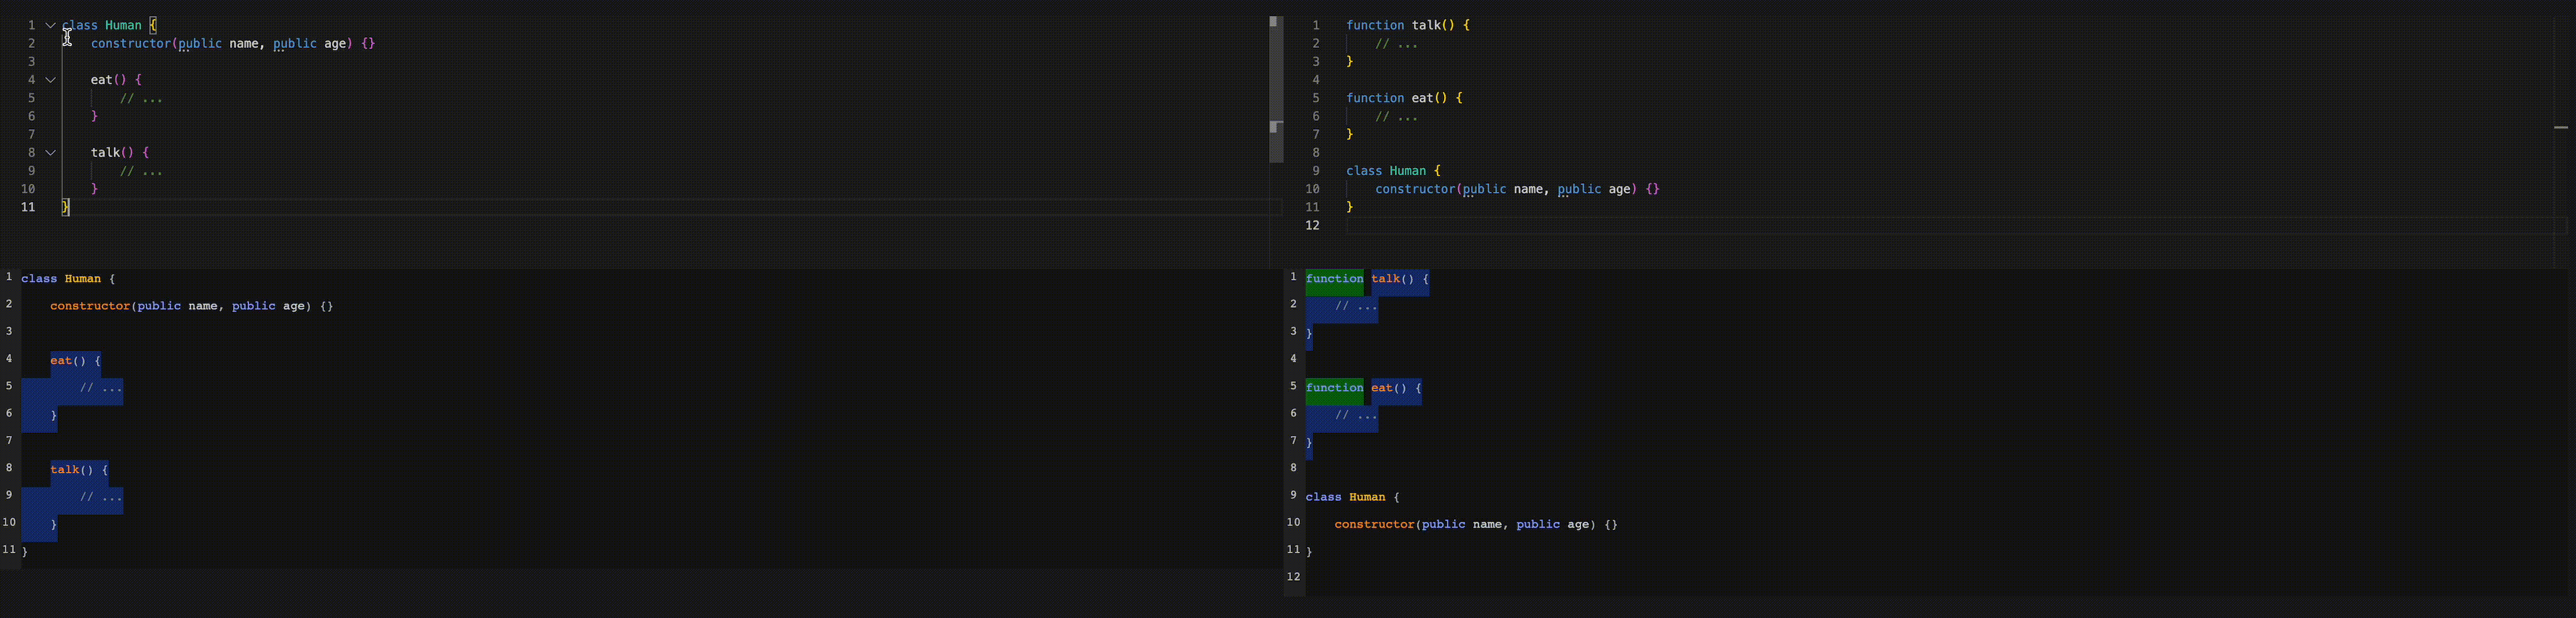 1 class Human {
2 constructor(public name, public age) {}
3
4 eat() {
5 // ...
6 }
7
8 talk() {
9 // ...
10 }
11 }
1 function talk() {
2 // ...
3 }
4
5 function eat() {
6 // ...
7 }
8
9 class Human {
10 constructor(public name, public age) {}
11 }
12
1 class Human {
2 constructor(public name, public age) {}
3
4 eat() {
5 // ...
6 }
7
8 talk() {
9 // ...
10 }
11 }
1 function talk() {
2 // ...
3 }
4
5 function eat() {
6 // ...
7 }
8
9 class Human {
10 constructor(public name, public age) {}
11 }
12